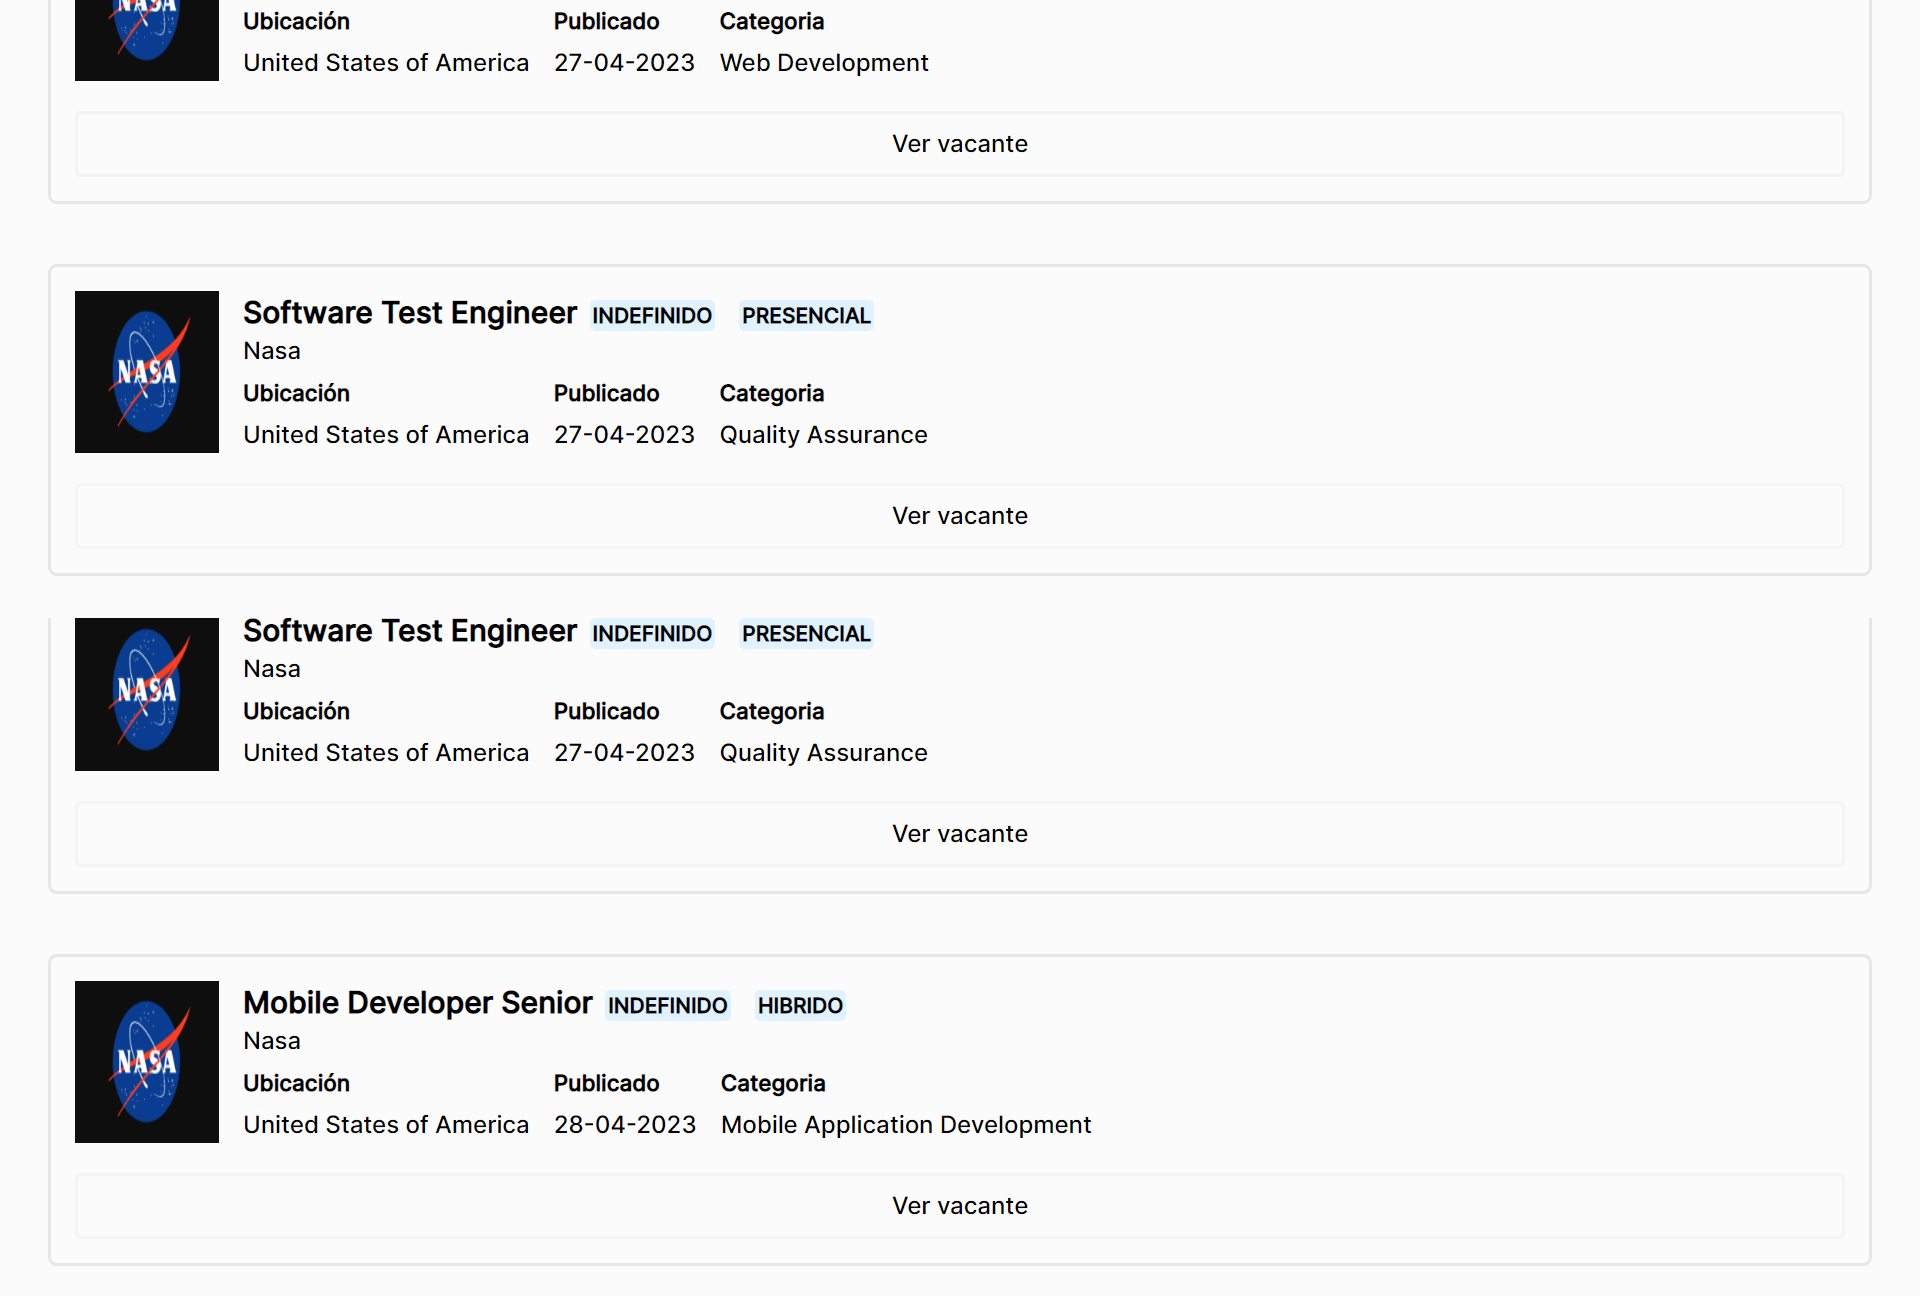 NASA
Ubicación Publicado Categoria
United States of America 27-04-2023 Web Development
Ver vacante
Software Test Engineer INDEFINIDO PRESENCIAL
NASA
Nasa
Ubicación Publicado Categoria
United States of America 27-04-2023 Quality Assurance
Ver vacante
Software Test Engineer INDEFINIDO PRESENCIAL
NASA
Nasa
Ubicación Publicado Categoria
United States of America 27-04-2023 Quality Assurance
Ver vacante
Mobile Developer Senior INDEFINIDO HIBRIDO
NASA
Nasa
Ubicación Publicado Categoria
United States of America 28-04-2023 Mobile Application Development
Ver vacante